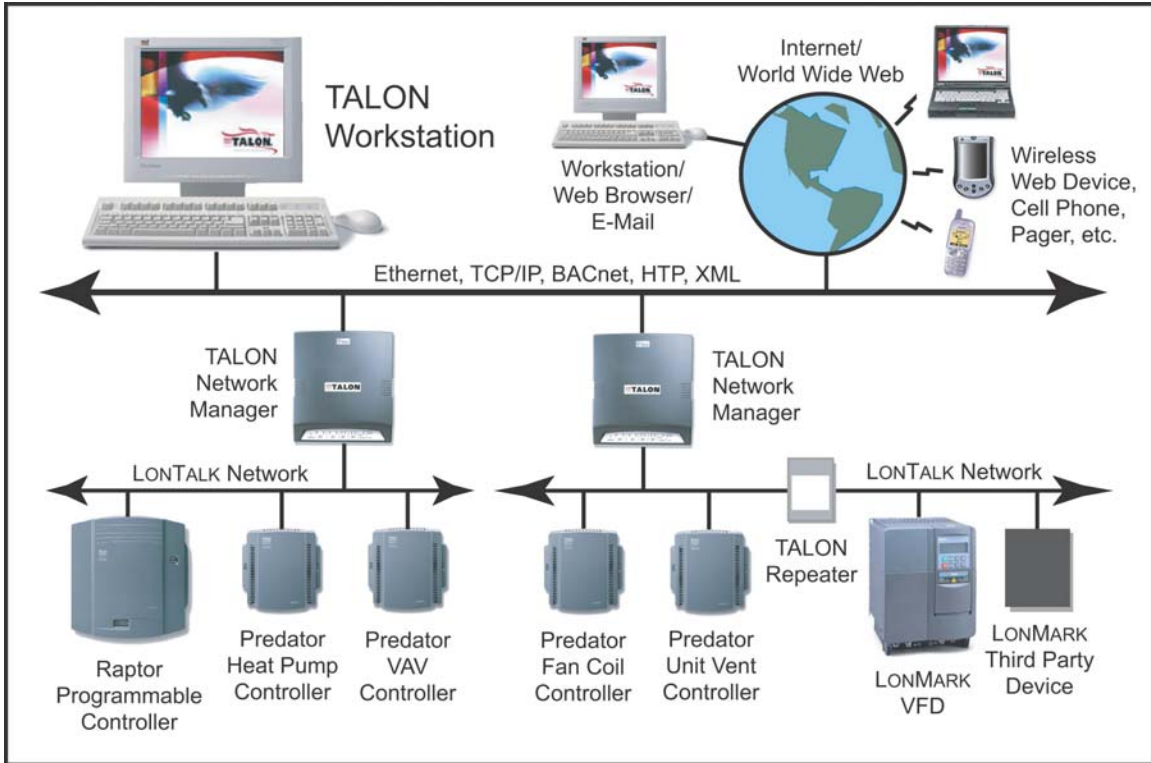 TALON
TALON
Workstation
TALON
Workstation/
Web Browser/
E-Mail
Internet/
World Wide Web
Wireless
Web Device,
Cell Phone,
Pager, etc.
Ethernet, TCP/IP, BACnet, HTP, XML
TALON
Network
Manager
TALON
TALON
TALON
Network
Manager
LONTALK Network
LONTALK Network
Raptor
Programmable
Controller
Predator
Heat Pump
Controller
Predator
VAV
Controller
Predator
Fan Coil
Controller
Predator
Unit Vent
Controller
TALON
Repeater
LONMARK
VFD
LONMARK
Third Party
Device